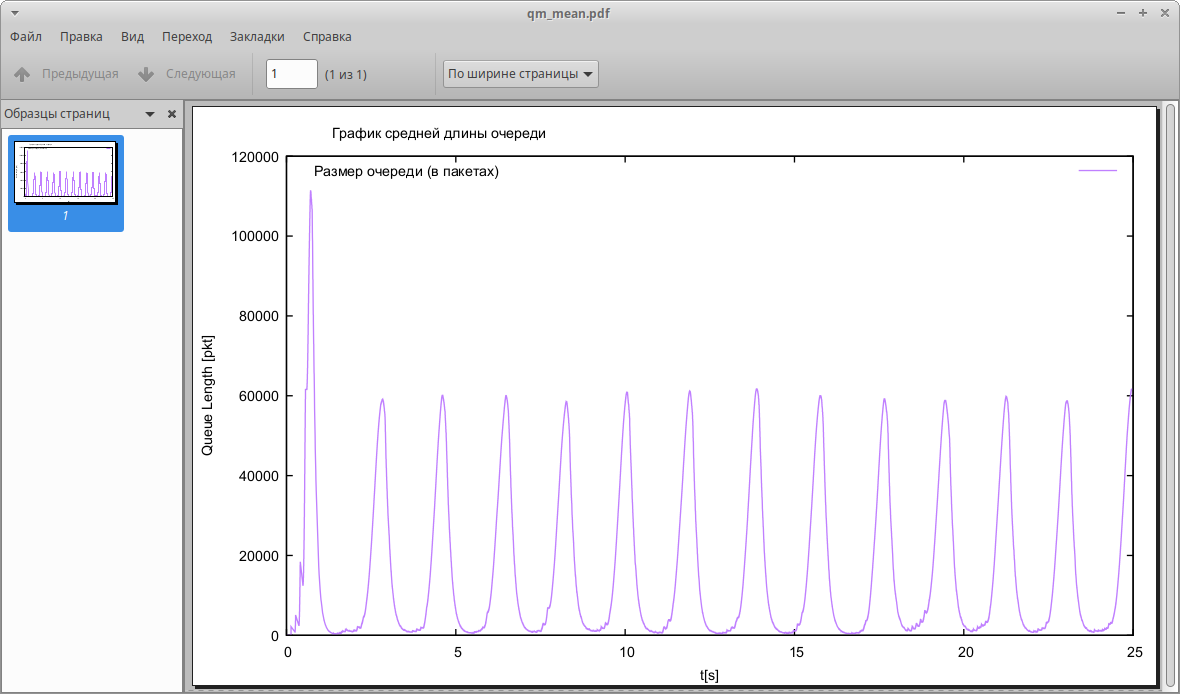 qm_mean.pdf
Файл Правка Вид Переход Закладки Справка
Предыдущая Следующая 1 (1 из 1) По ширине страницы
Образцы страниц
1
График средней длины очереди
Размер очереди (в пакетах)
120000
100000
80000
60000
40000
20000
0
Queue Length [pkt]
0 5 10 15 20 25
t[s]